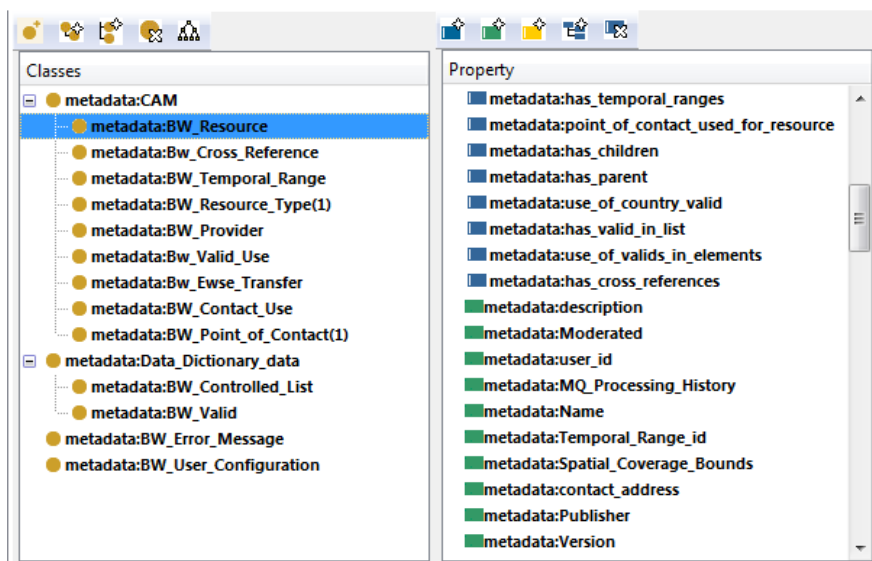 Classes
metadata:CAM
metadata:BW_Resource
metadata:Bw_Cross_Reference
metadata:BW_Temporal_Range
metadata:BW_Resource_Type(1)
metadata:BW_Provider
metadata:Bw_Valid_Use
metadata:Bw_Ewse_Transfer
metadata:BW_Contact_Use
metadata:BW_Point_of_Contact(1)
metadata:Data_Dictionary_data
metadata:BW_Controlled_List
metadata:BW_Valid
metadata:BW_Error_Message
metadata:BW_User_Configuration
Property
metadata:has_temporal_ranges
metadata:point_of_contact_used_for_resource
metadata:has_children
metadata:has_parent
metadata:use_of_country_valid
metadata:has_valid_in_list
metadata:use_of_valids_in_elements
metadata:has_cross_references
metadata:description
metadata:Moderated
metadata:user_id
metadata:MQ_Processing_History
metadata:Name
metadata:Temporal_Range_id
metadata:Spatial_Coverage_Bounds
metadata:contact_address
metadata:Publisher
metadata:Version